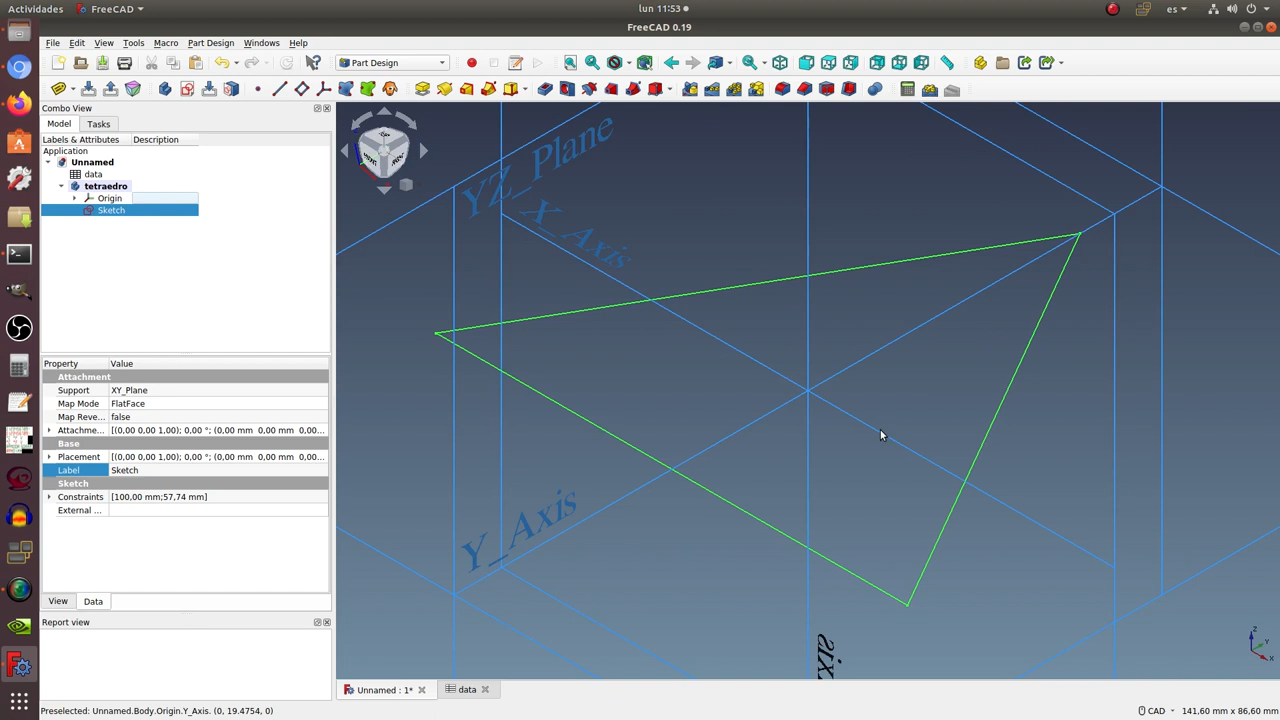 Actividades
FreeCAD
lun 11:53
es
FreeCAD 0.19
File Edit View Tools Macro Part Design Windows Help
Part Design
Combo View
Model Tasks
Labels & Attributes Description
Application
Unnamed
data
tetraedro
Origin
Sketch
Property Value
Attachment
Support XY_Plane
Map Mode FlatFace
Map Reve... false
Attachme... [(0,00 0,00 1,00); 0,00 °; (0,00 mm 0,00 mm 0,00...
Base
Placement [(0,00 0,00 1,00); 0,00 °; (0,00 mm 0,00 mm 0,00...
Label Sketch
Sketch
Constraints [100,00 mm;57,74 mm]
External ...
View Data
Report view
YZ_Plane
X_Axis
Y_Axis
axis
Z
Y
X
Unnamed : 1*
data
Preselected: Unnamed.Body.Origin.Y_Axis. (0, 19.4754, 0)
CAD
141,60 mm x 86,60 mm